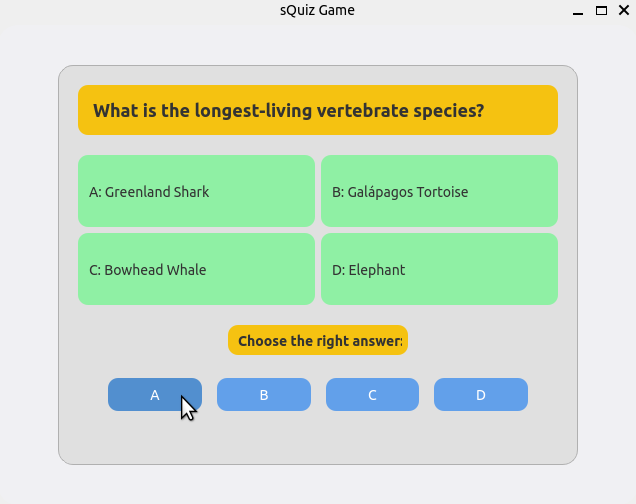 sQuiz Game
What is the longest-living vertebrate species?
A: Greenland Shark
B: Galápagos Tortoise
C: Bowhead Whale
D: Elephant
Choose the right answer:
A
B
C
D